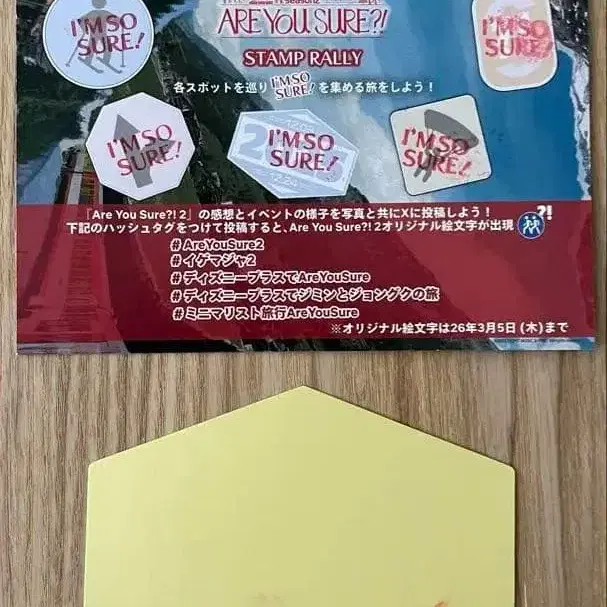 I'M SO
SURE!
season2
ARE YOU SURE?!
STAMP RALLY
I'M SO
SURE!
各スポットを巡り I'M SO SURE! を集める旅をしよう！
I'M SO
SURE!
I'M SO
SURE!
12.24
I'M SO
SURE!
『Are You Sure?! 2』の感想とイベントの様子を写真と共にXに投稿しよう！
下記のハッシュタグをつけて投稿すると、Are You Sure?! 2オリジナル絵文字が出現 ?!
# AreYouSure2
# イゲマジャ2
# ディズニープラスでAreYouSure
# ディズニープラスでジミンとジョングクの旅
# ミニマリスト旅行AreYouSure
※オリジナル絵文字は26年3月5日 (木)まで